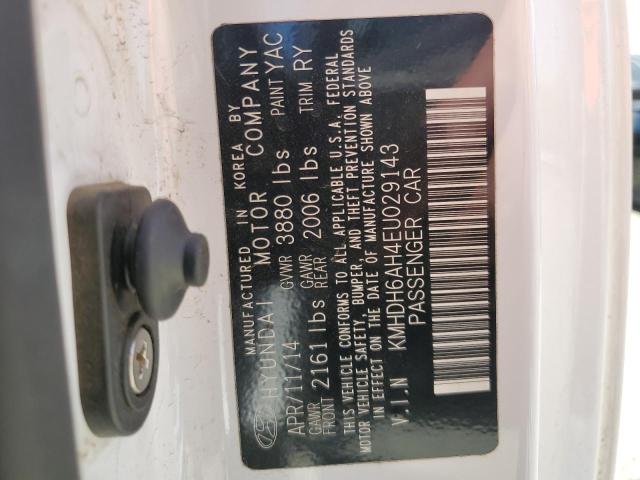 MANUFACTURED IN KOREA BY
HYUNDAI MOTOR COMPANY
APR/11/14 GVWR 3880 lbs PAINT YAC
GAWR FRONT 2161 lbs GAWR REAR 2006 lbs TRIM RY
THIS VEHICLE CONFORMS TO ALL APPLICABLE U.S.A. FEDERAL
MOTOR VEHICLE SAFETY, BUMPER, AND THEFT PREVENTION STANDARDS
IN EFFECT ON THE DATE OF MANUFACTURE SHOWN ABOVE
V.I.N KMHDH6AH4EU029143
PASSENGER CAR